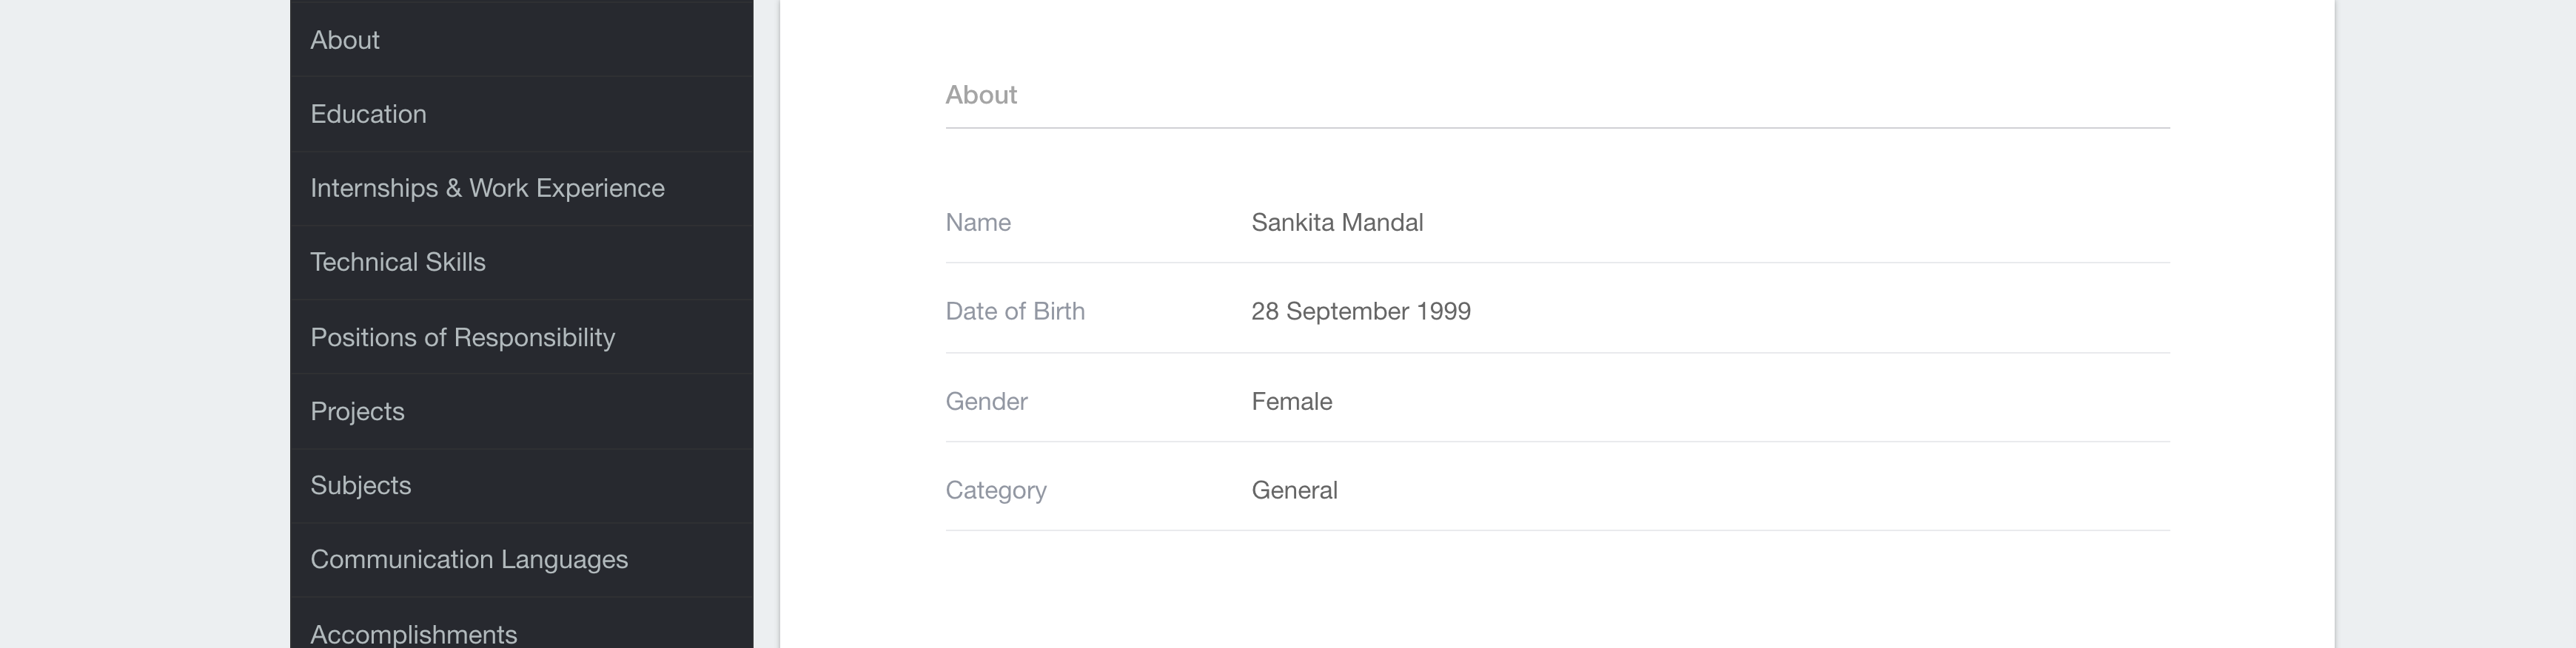 About
Education
Internships & Work Experience
Technical Skills
Positions of Responsibility
Projects
Subjects
Communication Languages
Accomplishments
About
Name Sankita Mandal
Date of Birth 28 September 1999
Gender Female
Category General